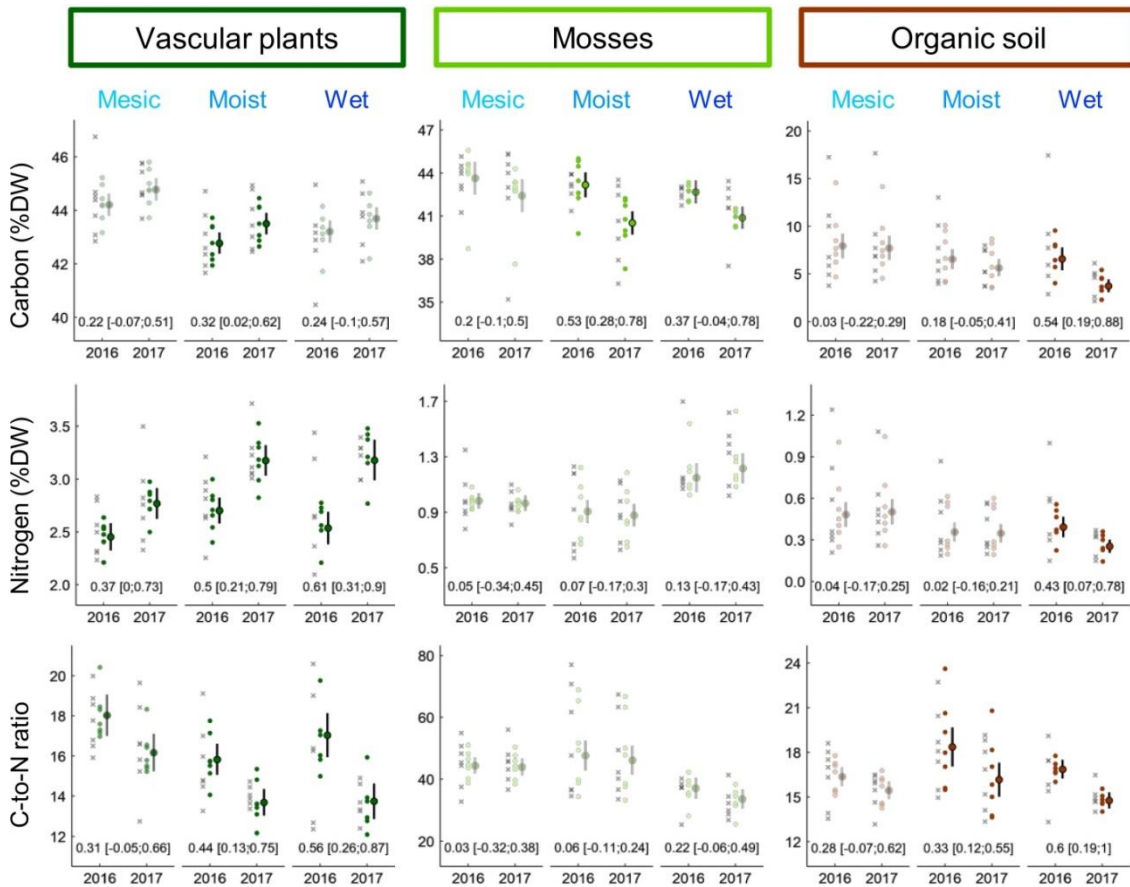 Vascular plants Mosses Organic soil
Mesic Moist Wet Mesic Moist Wet Mesic Moist Wet
Carbon (%DW)
46
44
42
40
0.22 [-0.07;0.51] 0.32 [0.02;0.62] 0.24 [-0.1;0.57]
2016 2017 2016 2017 2016 2017
47
44
41
38
35
0.2 [-0.1;0.5] 0.53 [0.28;0.78] 0.37 [-0.04;0.78]
2016 2017 2016 2017 2016 2017
20
15
10
5
0
0.03 [-0.22;0.29] 0.18 [-0.05;0.41] 0.54 [0.19;0.88]
2016 2017 2016 2017 2016 2017
Nitrogen (%DW)
3.5
3.0
2.5
2.0
0.37 [0;0.73] 0.5 [0.21;0.79] 0.61 [0.31;0.9]
2016 2017 2016 2017 2016 2017
1.7
1.3
0.9
0.5
0.05 [-0.34;0.45] 0.07 [-0.17;0.3] 0.13 [-0.17;0.43]
2016 2017 2016 2017 2016 2017
1.2
0.9
0.6
0.3
0.0
0.04 [-0.17;0.25] 0.02 [-0.16;0.21] 0.43 [0.07;0.78]
2016 2017 2016 2017 2016 2017
C-to-N ratio
20
18
16
14
12
0.31 [-0.05;0.66] 0.44 [0.13;0.75] 0.56 [0.26;0.87]
2016 2017 2016 2017 2016 2017
80
60
40
20
0.03 [-0.32;0.38] 0.06 [-0.11;0.24] 0.22 [-0.06;0.49]
2016 2017 2016 2017 2016 2017
24
21
18
15
12
0.28 [-0.07;0.62] 0.33 [0.12;0.55] 0.6 [0.19;1]
2016 2017 2016 2017 2016 2017